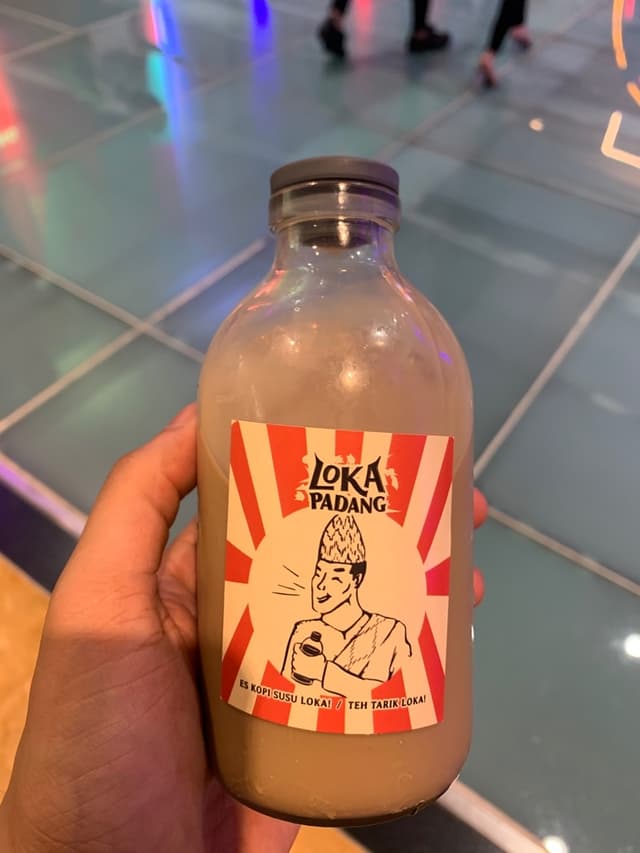 LOKA
PADANG
ES KOPI SUSU LOKA! / TEH TARIK LOKA!